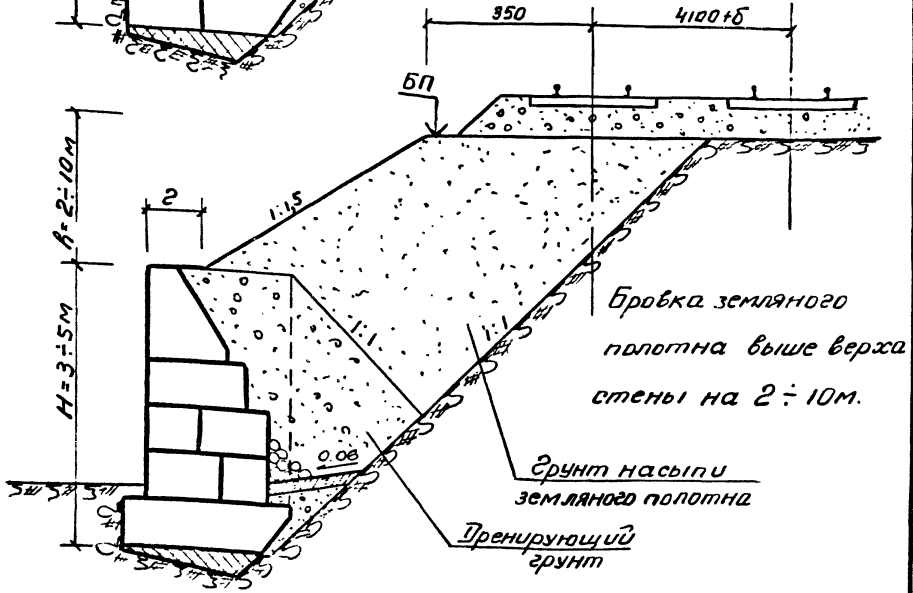 350
4100+б
БП
h=2÷10м
2
1:1,5
H=3÷5м
1:1
1:1
Бровка земляного
полотна выше верха
стены на 2÷10м.
0.06
Грунт насыпи
земляного полотна
Дренирующий
грунт